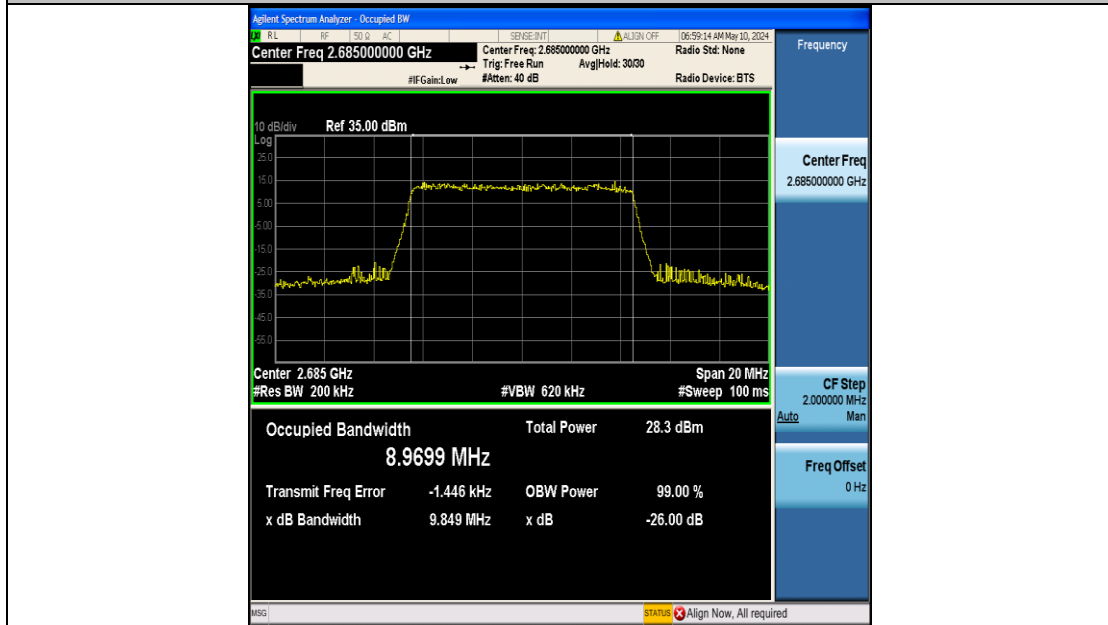 Agilent Spectrum Analyzer - Occupied BW
RL RF 50 Ω AC SENSE:INT ALIGN OFF 06:59:14 AM May 10, 2024
Center Freq 2.685000000 GHz
Center Freq: 2.685000000 GHz
Radio Std: None
Trig: Free Run Avg|Hold: 30/30
#IFGain:Low
#Atten: 40 dB
Radio Device: BTS
Frequency
10 dB/div Ref 35.00 dBm
Log
25.0
15.0
5.00
-5.00
-15.0
-25.0
-35.0
-45.0
-55.0
Center 2.685 GHz Span 20 MHz
#Res BW 200 kHz #VBW 620 kHz #Sweep 100 ms
Occupied Bandwidth Total Power 28.3 dBm
8.9699 MHz
Transmit Freq Error -1.446 kHz OBW Power 99.00 %
x dB Bandwidth 9.849 MHz x dB -26.00 dB
Center Freq
2.685000000 GHz
CF Step
2.000000 MHz
Auto Man
Freq Offset
0 Hz
MSG STATUS Align Now, All required